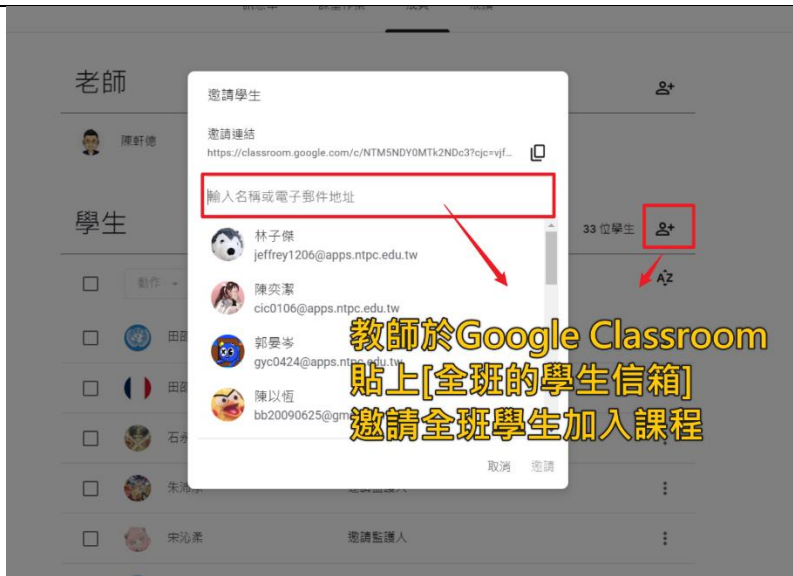 老師
邀請學生
邀請連結
https://classroom.google.com/c/NTM5NDY0MTk2NDc3?cjc=vjf...
陳軒德
輸入名稱或電子郵件地址
學生
33 位學生
林子傑
jeffrey1206@apps.ntpc.edu.tw
動作
AZ
陳奕潔
cic0106@apps.ntpc.edu.tw
郭晏岑
gyc0424@apps.ntpc.edu.tw
陳以恆
bb20090625@gm
教師於Google Classroom
貼上[全班的學生信箱]
邀請全班學生加入課程
取消 邀請
邀請監護人
宋沁柔
邀請監護人